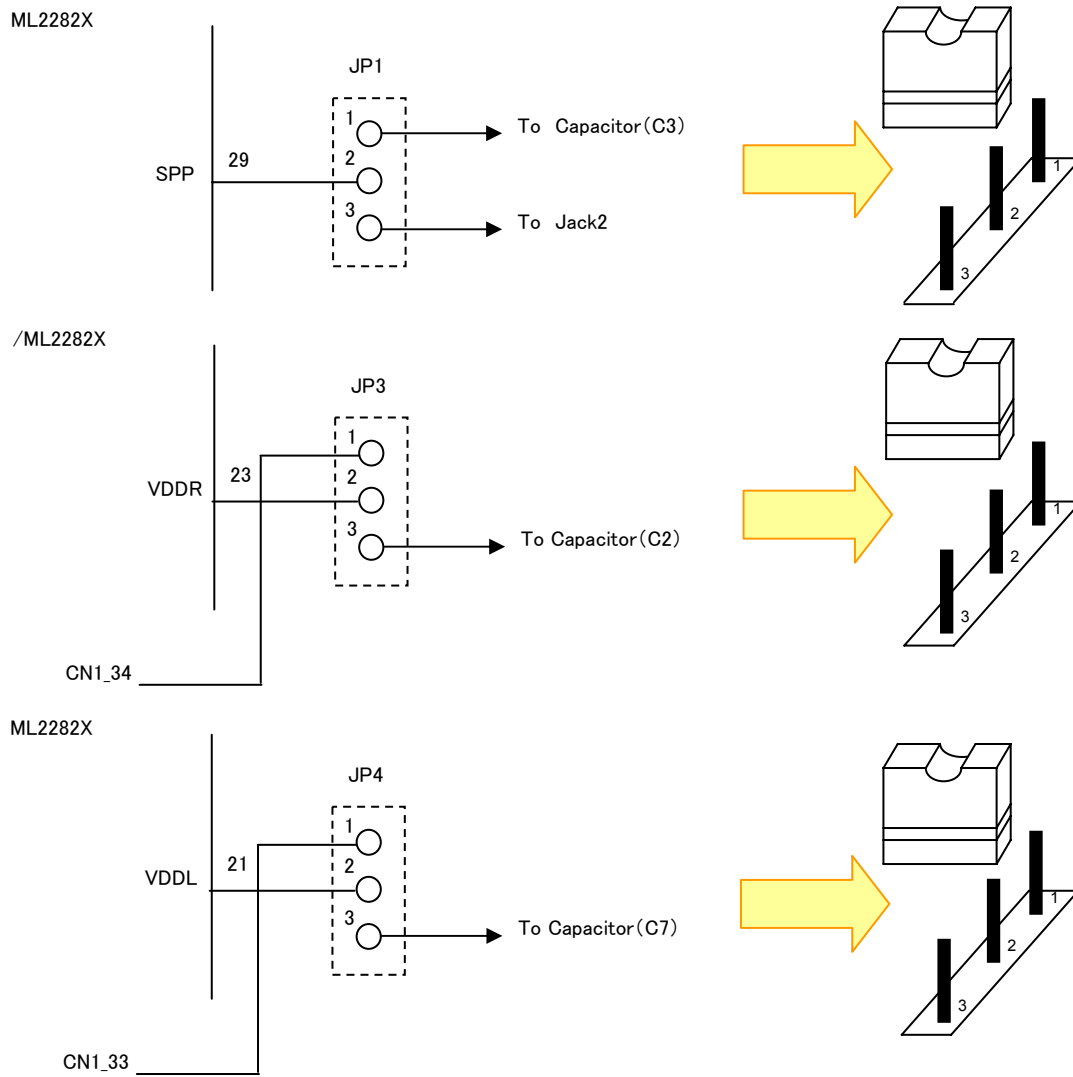 ML2282X
JP1
1
To Capacitor(C3)
SPP
29
2
3
To Jack2
1
2
3
/ML2282X
JP3
1
VDDR
23
2
3
To Capacitor(C2)
CN1_34
1
2
3
ML2282X
JP4
1
VDDL
21
2
3
To Capacitor(C7)
CN1_33
1
2
3